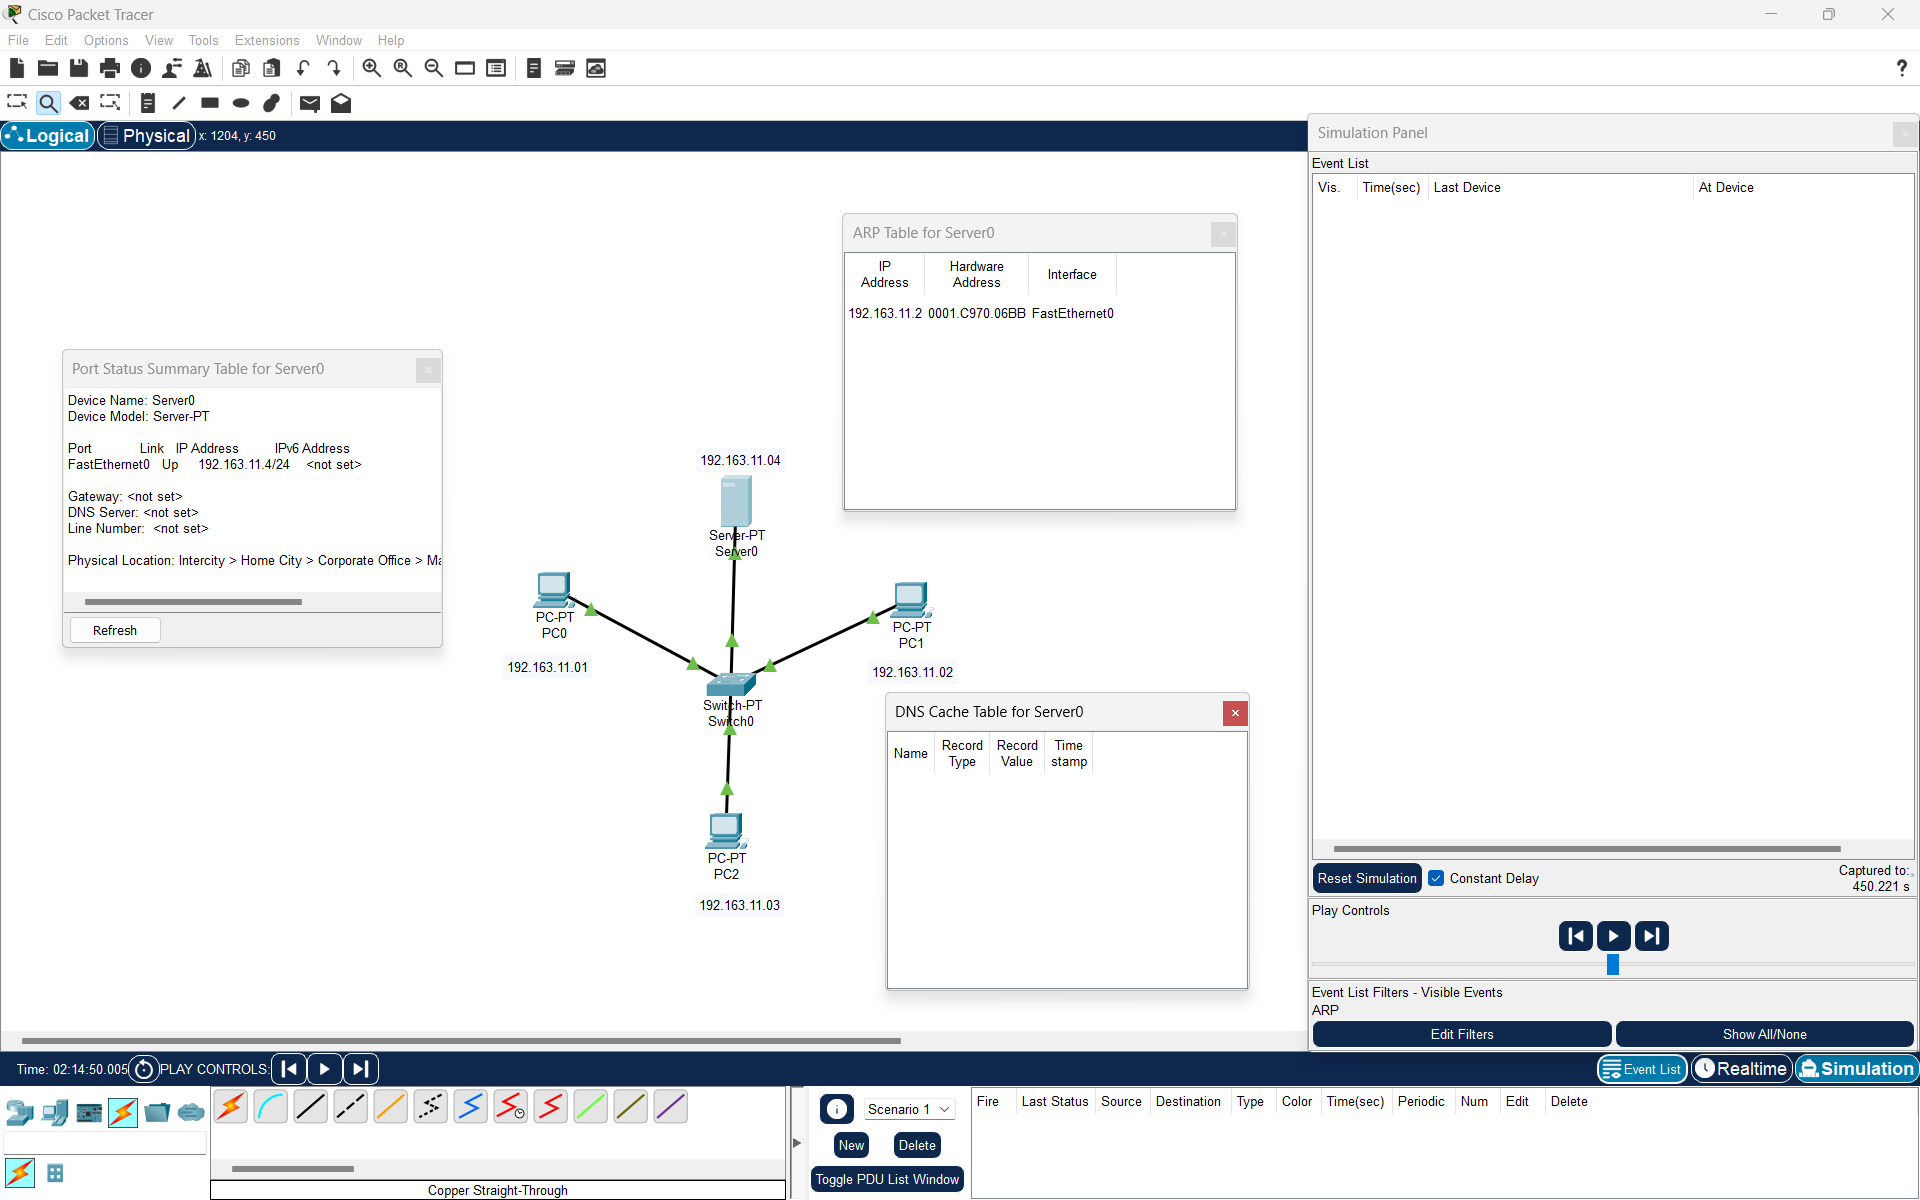 Cisco Packet Tracer
File Edit Options View Tools Extensions Window Help
Logical Physical x: 1204, y: 450
Simulation Panel
Event List
Vis. Time(sec) Last Device At Device
ARP Table for Server0
IP Address Hardware Address Interface
192.163.11.2 0001.C970.06BB FastEthernet0
Port Status Summary Table for Server0
Device Name: Server0
Device Model: Server-PT
Port Link IP Address IPv6 Address
FastEthernet0 Up 192.163.11.4/24 <not set>
Gateway: <not set>
DNS Server: <not set>
Line Number: <not set>
Physical Location: Intercity > Home City > Corporate Office > Ma
Refresh
192.163.11.04
Server-PT
Server0
PC-PT
PC0
192.163.11.01
PC-PT
PC1
192.163.11.02
Switch-PT
Switch0
PC-PT
PC2
192.163.11.03
DNS Cache Table for Server0
Name Record Type Record Value Time stamp
Reset Simulation Constant Delay
Captured to:
450.221 s
Play Controls
Event List Filters - Visible Events
ARP
Edit Filters Show All/None
Time: 02:14:50.005 PLAY CONTROLS:
Event List Realtime Simulation
Scenario 1
New Delete
Toggle PDU List Window
Fire Last Status Source Destination Type Color Time(sec) Periodic Num Edit Delete
Copper Straight-Through